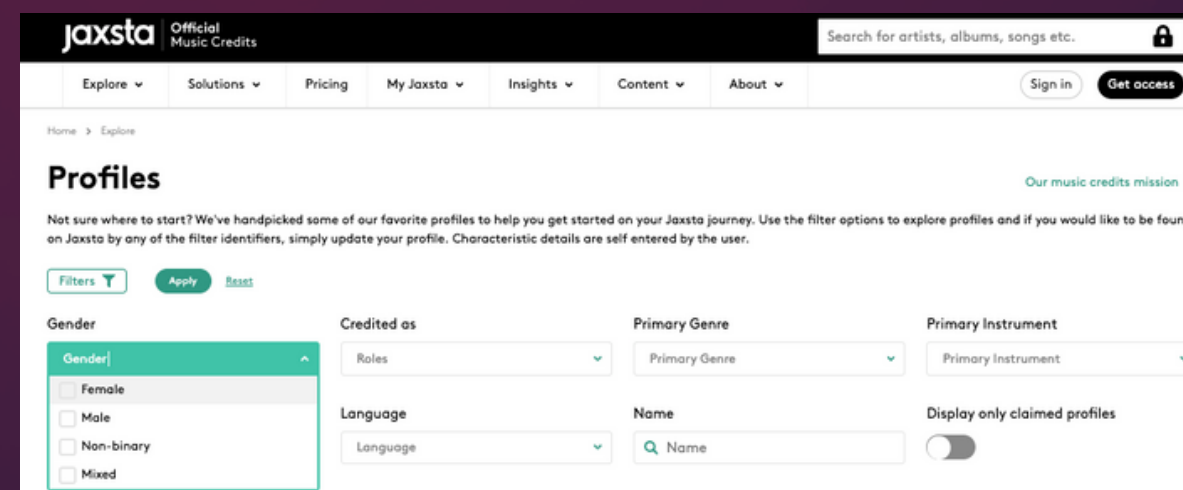 jaxsta Official Music Credits
Search for artists, albums, songs etc.
Explore Solutions Pricing My Jaxsta Insights Content About Sign in Get access
Home > Explore
Profiles
Our music credits mission
Not sure where to start? We've handpicked some of our favorite profiles to help you get started on your Jaxsta journey. Use the filter options to explore profiles and if you would like to be foun
on Jaxsta by any of the filter identifiers, simply update your profile. Characteristic details are self entered by the user.
Filters Apply Reset
Gender Credited as Primary Genre Primary Instrument
Gender Roles Primary Genre Primary Instrument
Female
Male
Non-binary
Mixed
Language Name Display only claimed profiles
Language Name